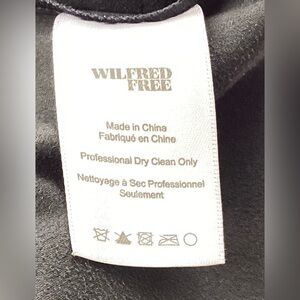 WILFRED
FREE
Made in China
Fabriqué en Chine
Professional Dry Clean Only
Nettoyage à Sec Professionnel
Seulement